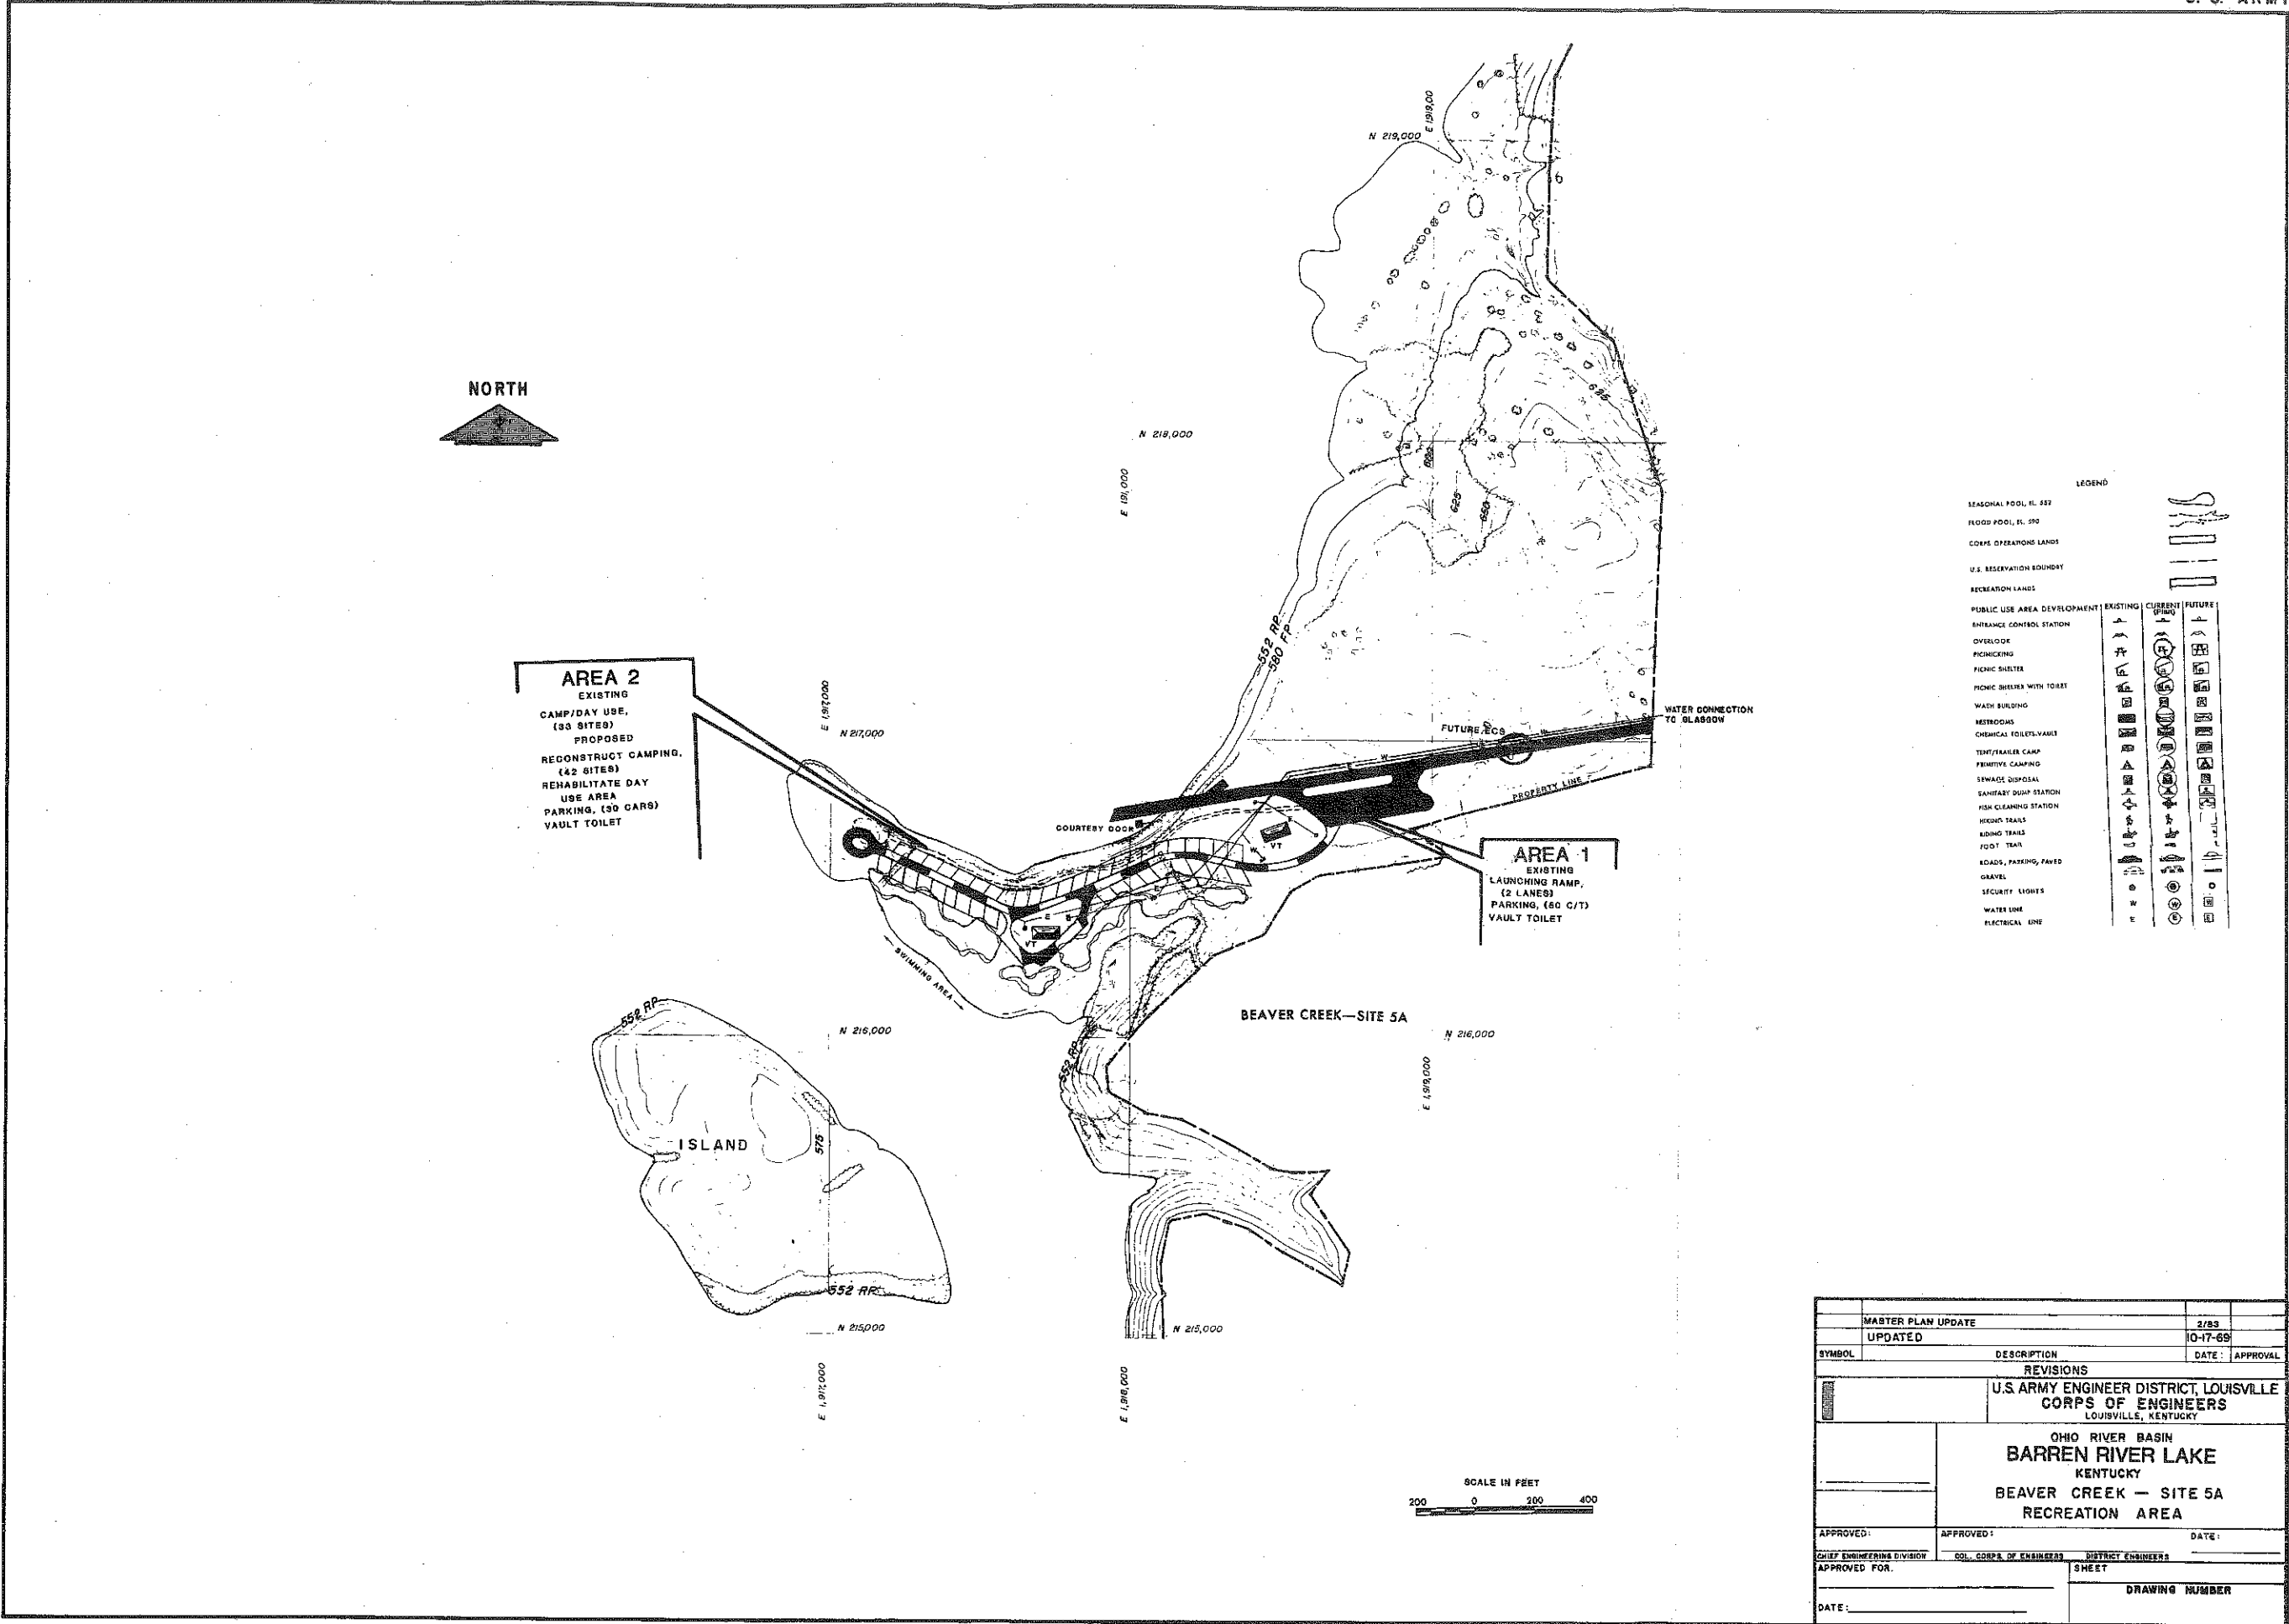 N 219,000
E 1919,00
NORTH
N 218,000
E 191,000
600
625
650
625
552 RP
580 FP
AREA 2
EXISTING
CAMP/DAY USE,
(33 SITES)
PROPOSED
RECONSTRUCT CAMPING,
(42 SITES)
REHABILITATE DAY
USE AREA
PARKING, (30 CARS)
VAULT TOILET
N 217,000
FUTURE ECS
WATER CONNECTION
TO GLASGOW
PROPERTY LINE
COURTESY DOCK
VT
AREA 1
EXISTING
LAUNCHING RAMP,
(2 LANES)
PARKING, (60 C/T)
VAULT TOILET
VT
SWIMMING AREA
552 RP
N 216,000
BEAVER CREEK—SITE 5A
N 216,000
552 RP
E 1,919,000
ISLAND
575
552 RP
N 215,000
N 215,000
E 1,917,000
E 1,918,000
LEGEND
SEASONAL POOL, EL. 552
FLOOD POOL, EL. 590
CORPS OPERATIONS LANDS
U.S. RESERVATION BOUNDRY
RECREATION LANDS
PUBLIC USE AREA DEVELOPMENT EXISTING CURRENT FUTURE
ENTRANCE CONTROL STATION
OVERLOOK
PICNICKING
PICNIC SHELTER
PICNIC SHELTER WITH TOILET
WASH BUILDING
RESTROOMS
CHEMICAL TOILETS-VAULT
TENT/TRAILER CAMP
PRIMITIVE CAMPING
SEWAGE DISPOSAL
SANITARY DUMP STATION
FISH CLEANING STATION
HIKING TRAILS
RIDING TRAILS
FOOT TRAIL
ROADS, PARKING, PAVED
GRAVEL
SECURITY LIGHTS
WATER LINE W W W
ELECTRICAL LINE E E E
SCALE IN FEET
200 0 200 400
MASTER PLAN UPDATE 2/83
UPDATED 10-17-69
SYMBOL DESCRIPTION DATE: APPROVAL
REVISIONS
U.S. ARMY ENGINEER DISTRICT, LOUISVILLE
CORPS OF ENGINEERS
LOUISVILLE, KENTUCKY
OHIO RIVER BASIN
BARREN RIVER LAKE
KENTUCKY
BEAVER CREEK — SITE 5A
RECREATION AREA
APPROVED: APPROVED: DATE:
CHIEF ENGINEERING DIVISION COL. CORPS OF ENGINEERS DISTRICT ENGINEERS
APPROVED FOR.
SHEET
DRAWING NUMBER
DATE: